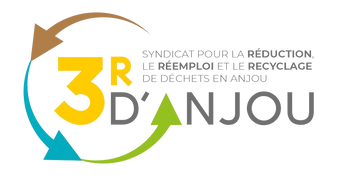 SYNDICAT POUR LA RÉDUCTION,
LE RÉEMPLOI ET LE RECYCLAGE
DE DÉCHETS EN ANJOU
3R
D'ANJOU